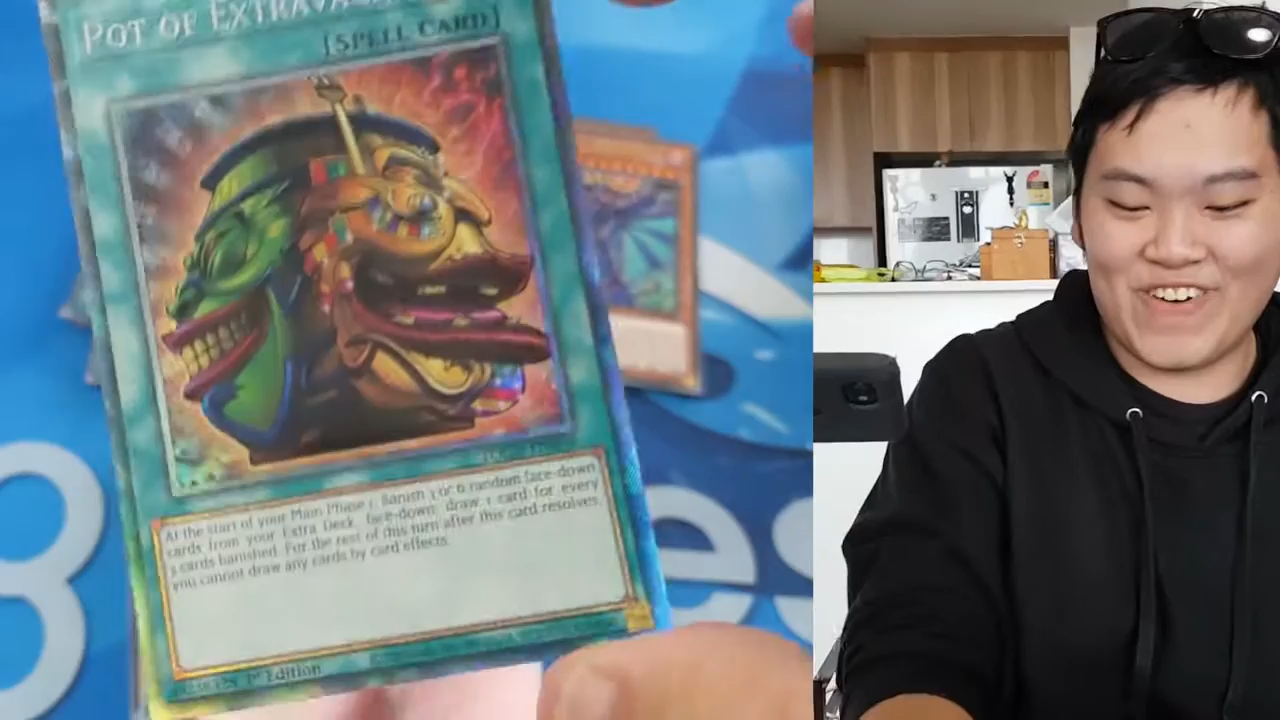 POT OF EXTRAVA
[SPELL CARD]
At the start of your Main Phase 1: Banish 3 or 6 random face-down
cards from your Extra Deck, face-down; draw 1 card for every
3 cards banished. For the rest of this turn after this card resolves,
you cannot draw any cards by card effects.
1st Edition
8
es